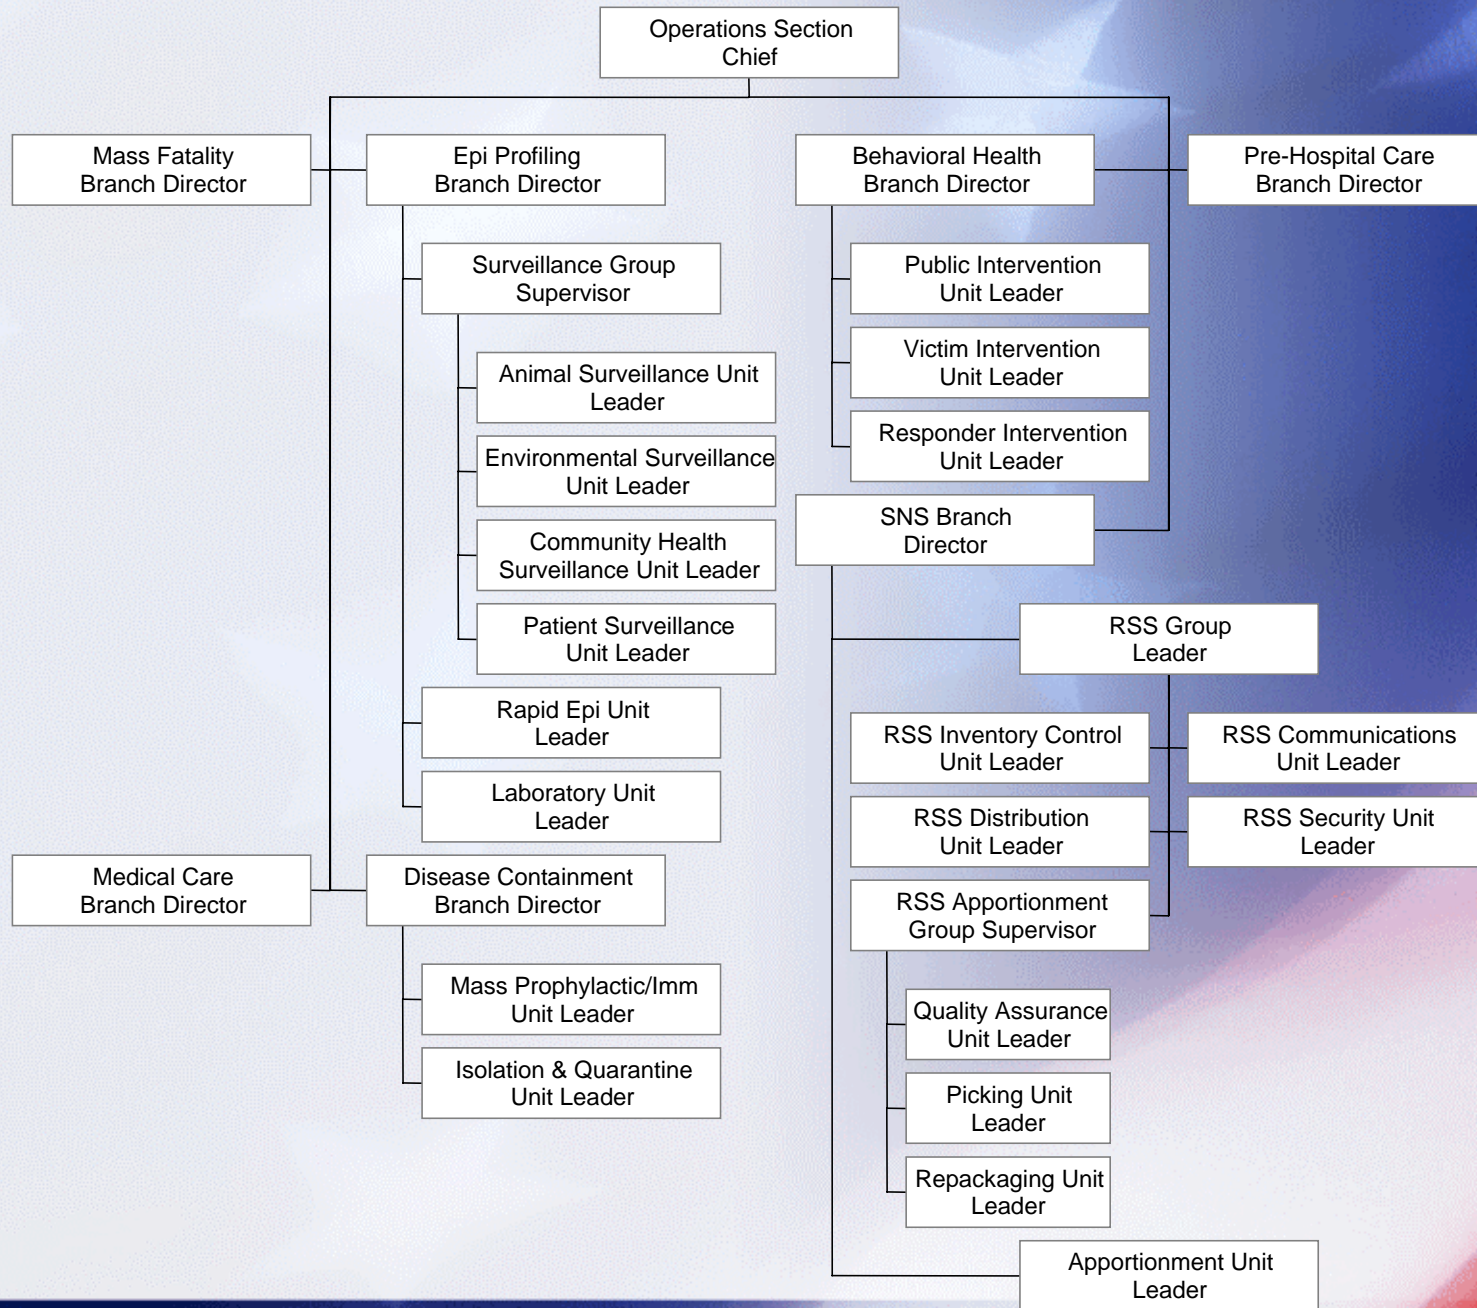 Operations Section
Chief
Mass Fatality
Branch Director
Epi Profiling
Branch Director
Behavioral Health
Branch Director
Pre-Hospital Care
Branch Director
Surveillance Group
Supervisor
Animal Surveillance Unit
Leader
Environmental Surveillance
Unit Leader
Community Health
Surveillance Unit Leader
Patient Surveillance
Unit Leader
Rapid Epi Unit
Leader
Laboratory Unit
Leader
Public Intervention
Unit Leader
Victim Intervention
Unit Leader
Responder Intervention
Unit Leader
SNS Branch
Director
RSS Group
Leader
RSS Inventory Control
Unit Leader
RSS Communications
Unit Leader
RSS Distribution
Unit Leader
RSS Security Unit
Leader
RSS Apportionment
Group Supervisor
Quality Assurance
Unit Leader
Picking Unit
Leader
Repackaging Unit
Leader
Apportionment Unit
Leader
Medical Care
Branch Director
Disease Containment
Branch Director
Mass Prophylactic/Imm
Unit Leader
Isolation & Quarantine
Unit Leader